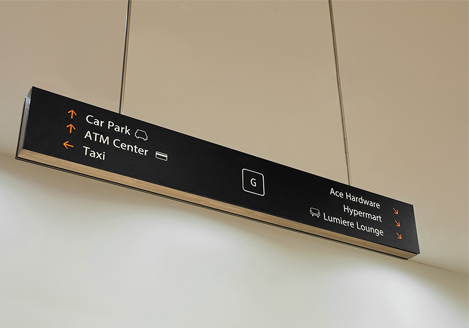 Car Park
ATM Center
Taxi
G
Ace Hardware
Hypermart
Lumiere Lounge